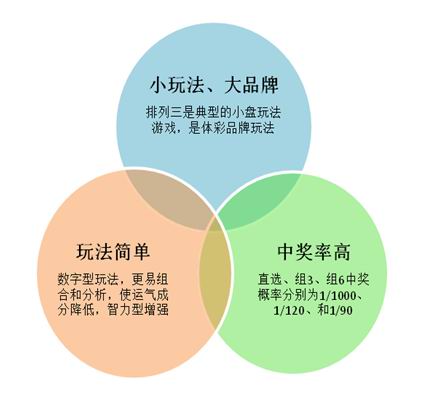 小玩法、大品牌
排列三是典型的小盘玩法
游戏，是体彩品牌玩法
玩法简单
数字型玩法，更易组
合和分析，使运气成
分降低，智力型增强
中奖率高
直选、组3、组6中奖
概率分别为1/1000、
1/120、和1/90